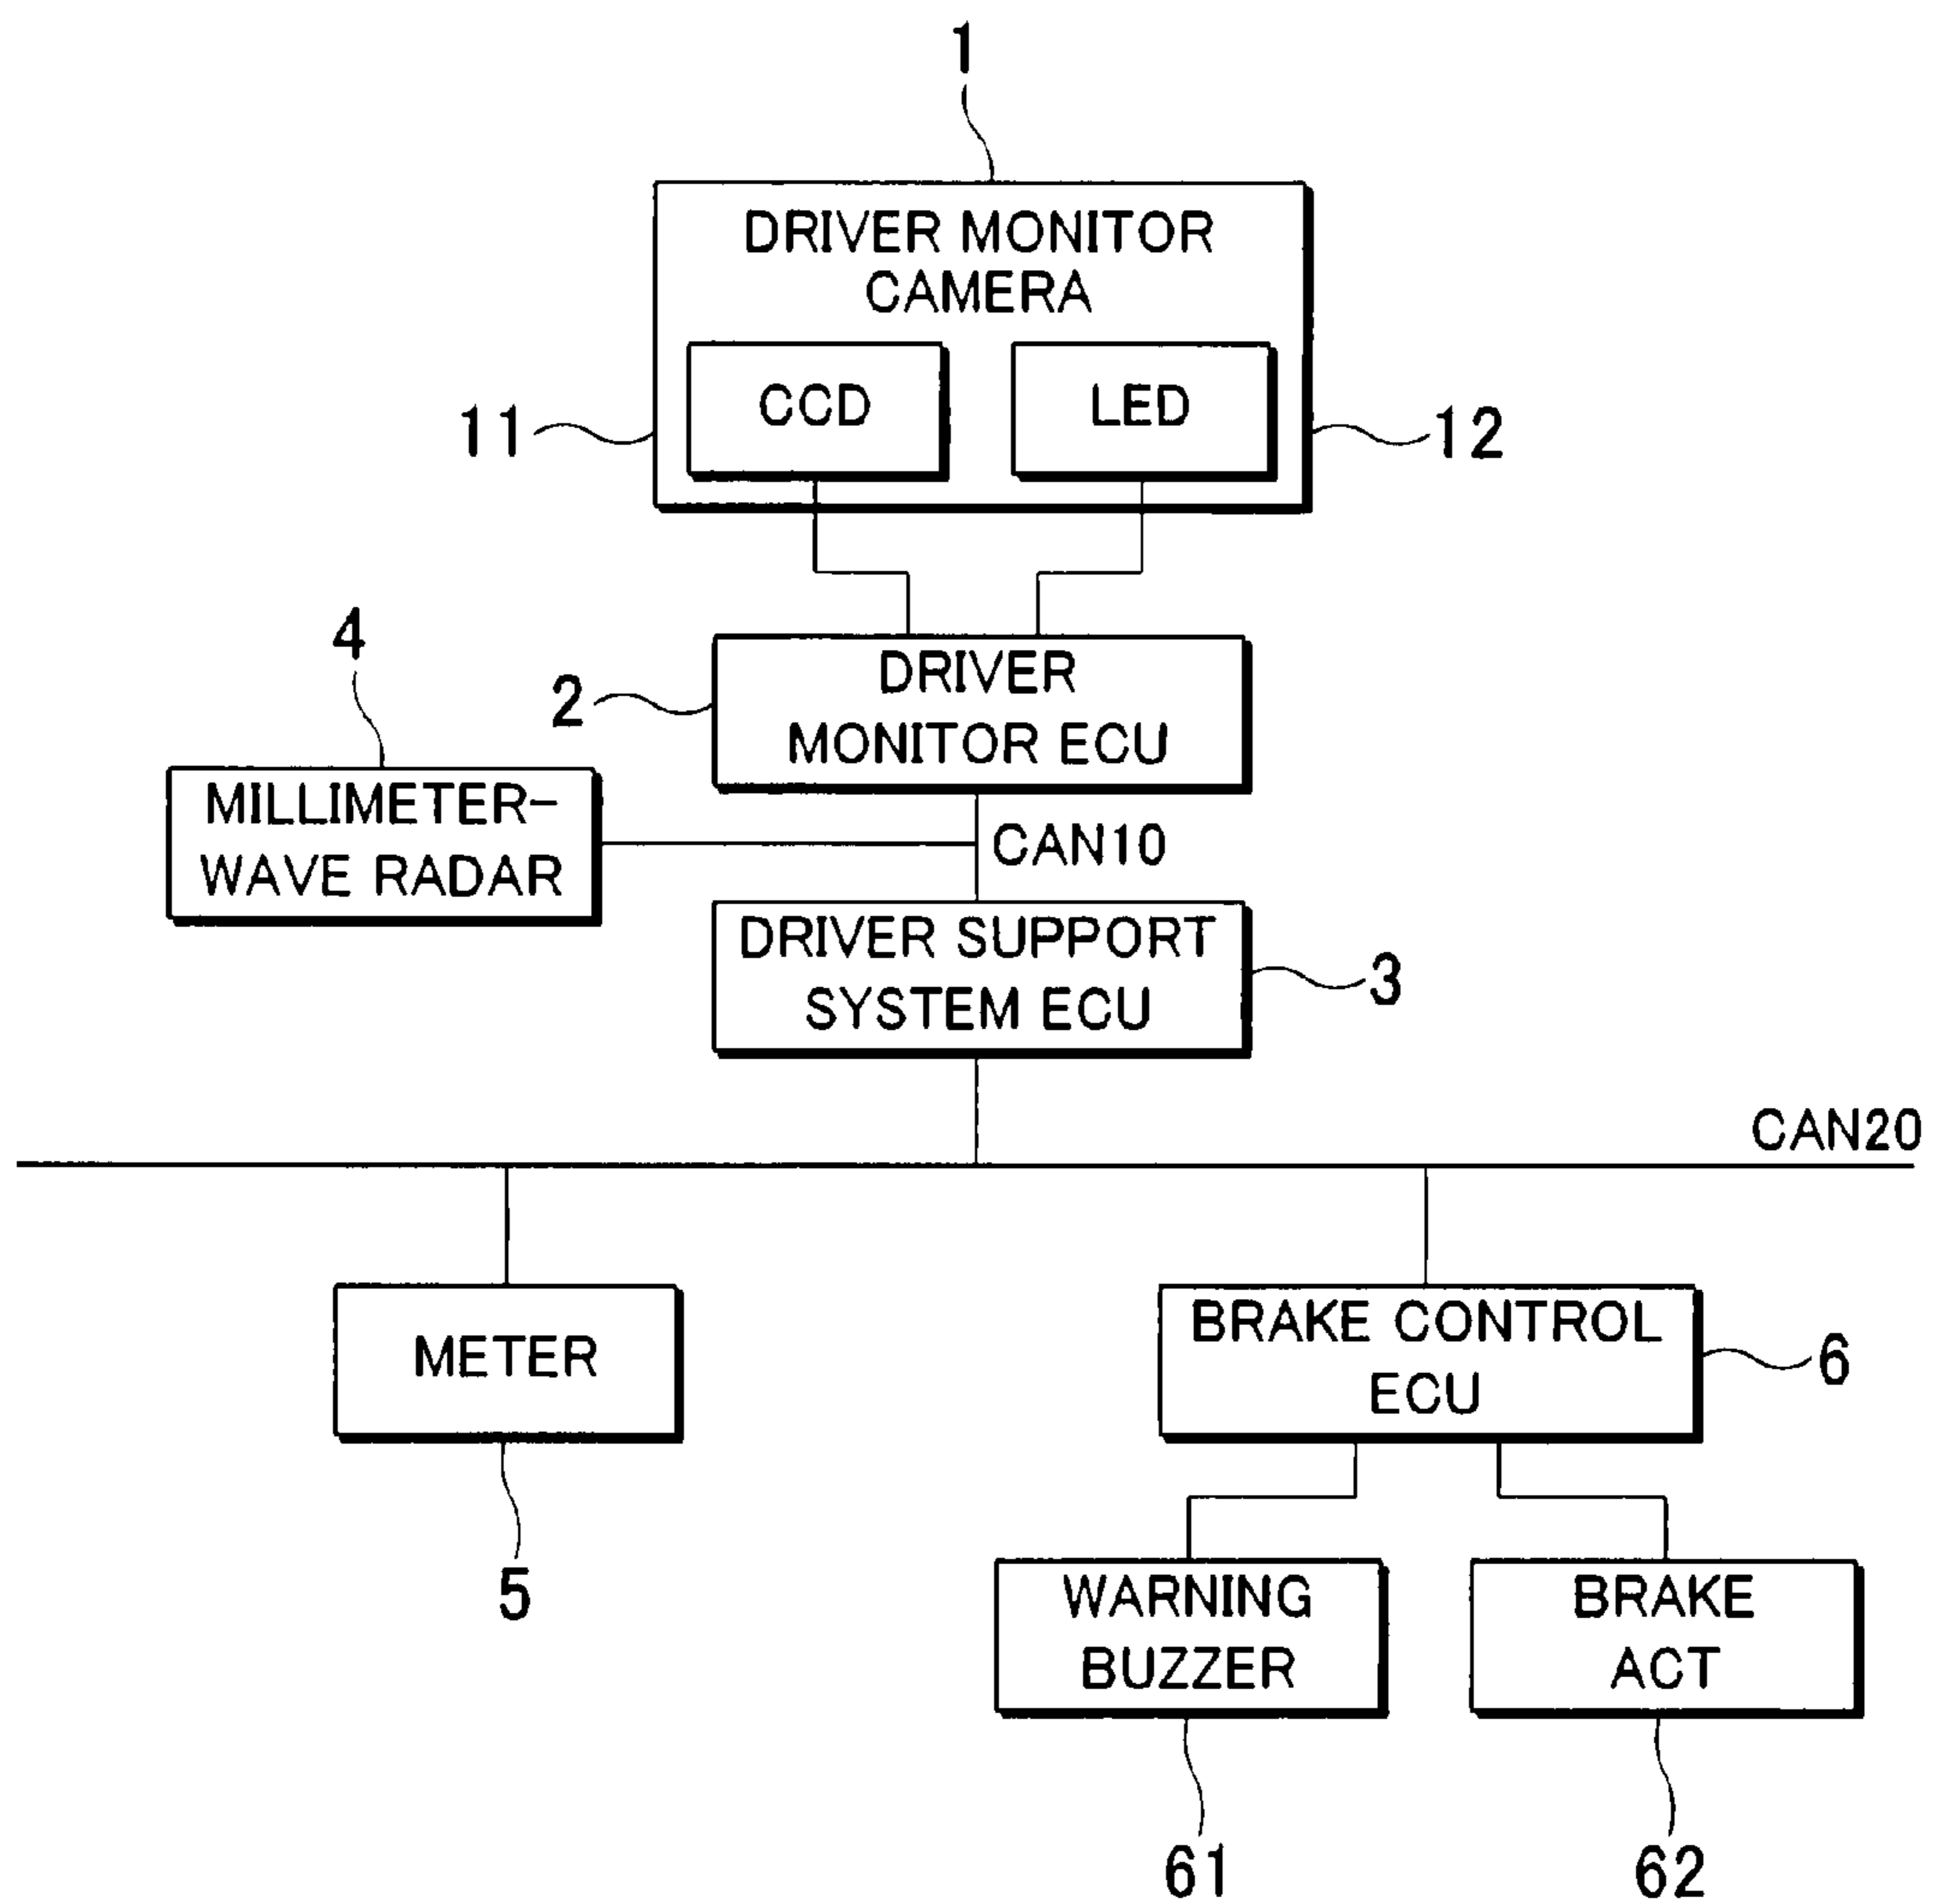 1
DRIVER MONITOR
CAMERA
CCD
LED
11
12
4
2
DRIVER
MONITOR ECU
MILLIMETER-
WAVE RADAR
CAN10
DRIVER SUPPORT
SYSTEM ECU
3
CAN20
METER
BRAKE CONTROL
ECU
6
5
WARNING
BUZZER
BRAKE
ACT
61
62